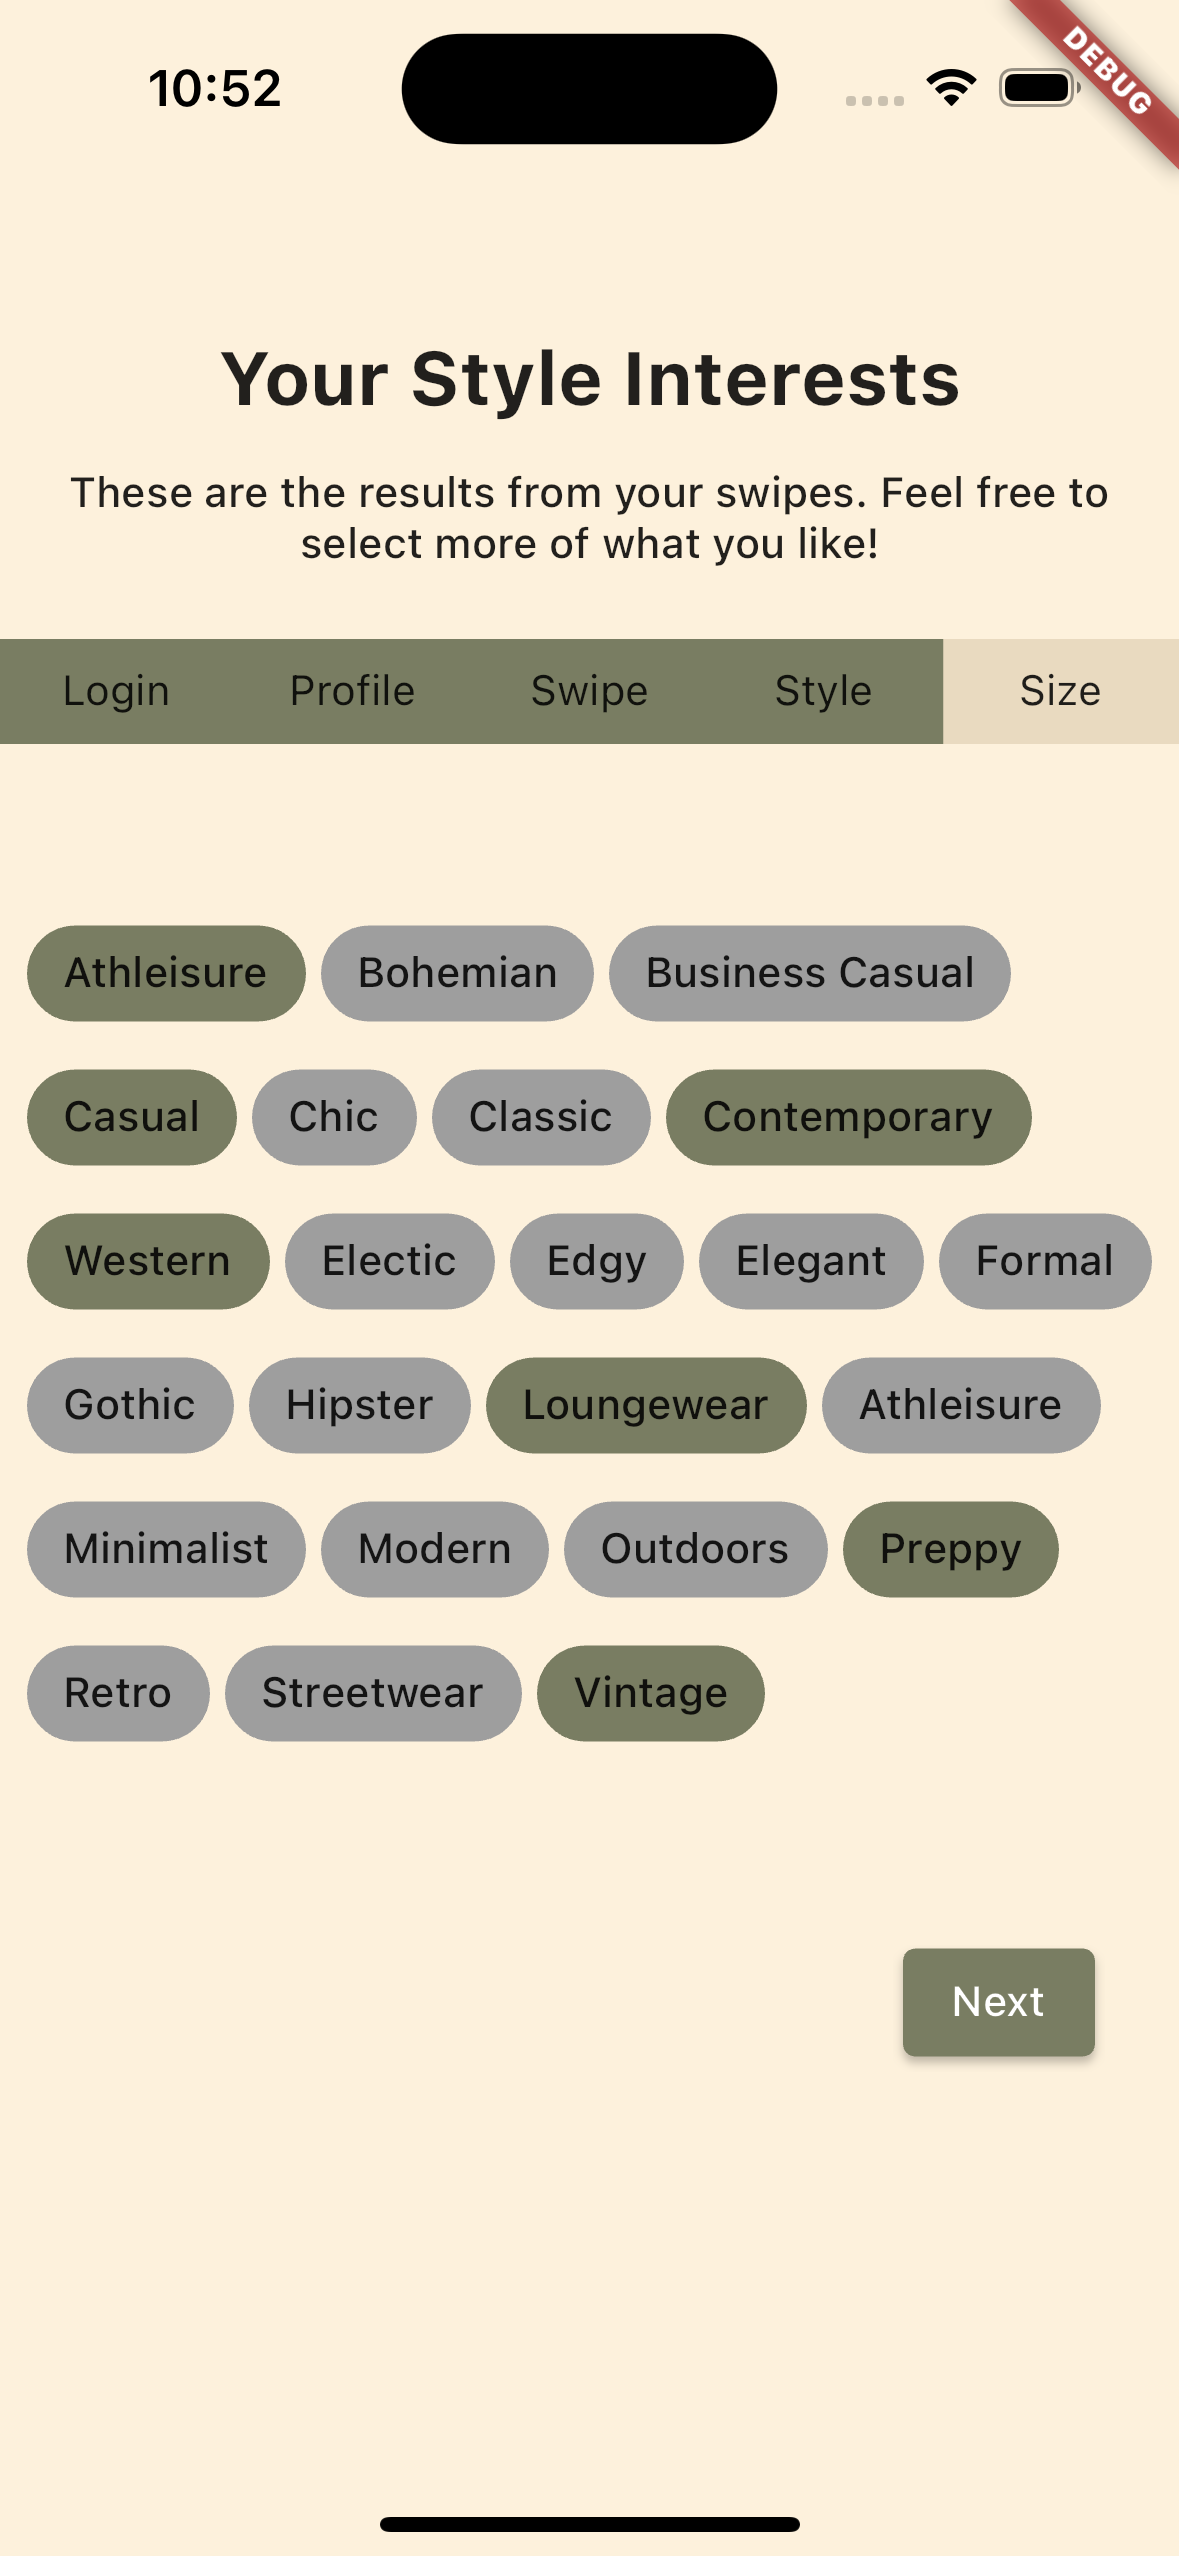 10:52
DEBUG
Your Style Interests
These are the results from your swipes. Feel free to
select more of what you like!
Login Profile Swipe Style Size
Athleisure Bohemian Business Casual
Casual Chic Classic Contemporary
Western Electic Edgy Elegant Formal
Gothic Hipster Loungewear Athleisure
Minimalist Modern Outdoors Preppy
Retro Streetwear Vintage
Next